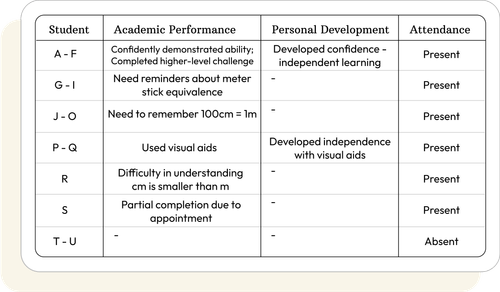 Student Academic Performance Personal Development Attendance
A - F Confidently demonstrated ability; Completed higher-level challenge Developed confidence - independent learning Present
G - I Need reminders about meter stick equivalence - Present
J - O Need to remember 100cm = 1m - Present
P - Q Used visual aids Developed independence with visual aids Present
R Difficulty in understanding cm is smaller than m - Present
S Partial completion due to appointment - Present
T - U - - Absent